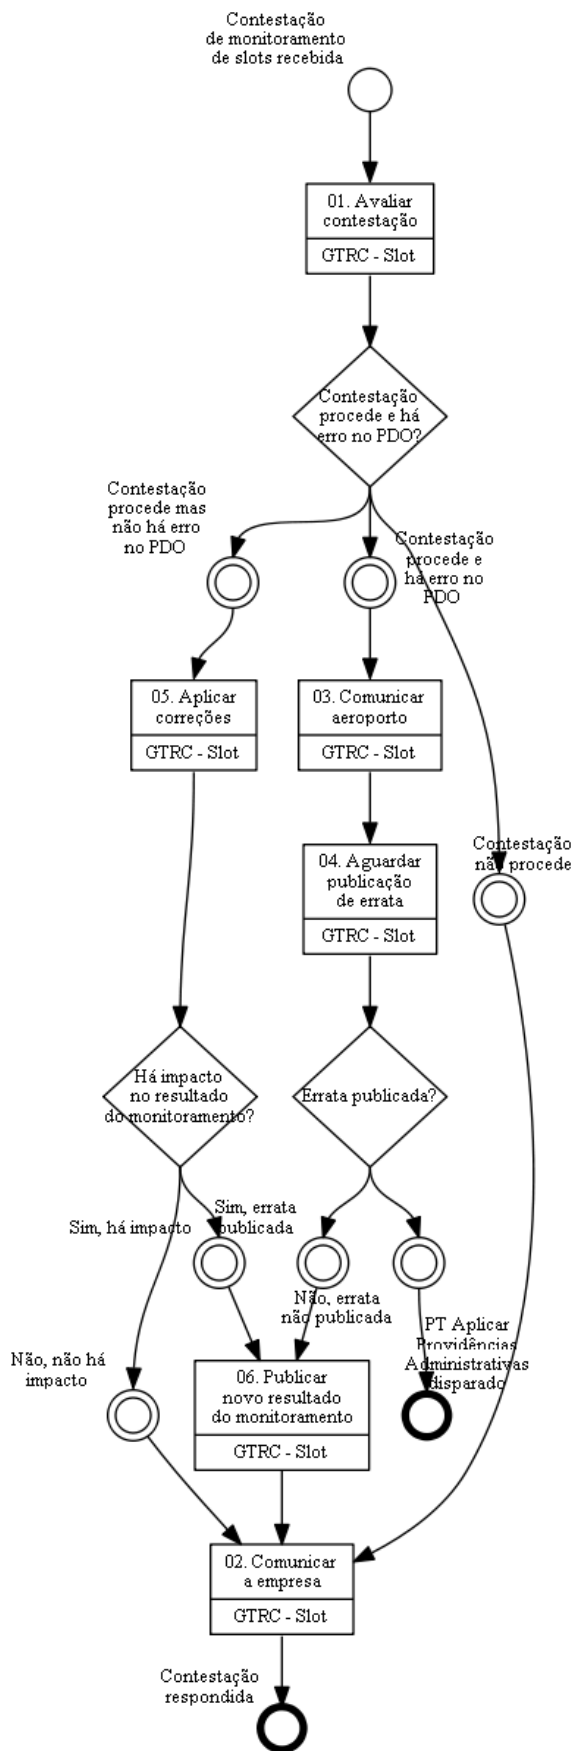 Contestação
de monitoramento
de slots recebida
01. Avaliar
contestação
GTRC - Slot
Contestação
procede e há
erro no PDO?
Contestação
procede mas
não há erro
no PDO
Contestação
procede e
há erro no
PDO
05. Aplicar
correções
GTRC - Slot
03. Comunicar
aeroporto
GTRC - Slot
Contestação
não procede
04. Aguardar
publicação
de errata
GTRC - Slot
Há impacto
no resultado
do monitoramento?
Errata publicada?
Sim, há impacto
Sim, errata
publicada
Não, errata
não publicada
PT Aplicar
Providências
Administrativas
disparado
Não, não há
impacto
06. Publicar
novo resultado
do monitoramento
GTRC - Slot
02. Comunicar
a empresa
GTRC - Slot
Contestação
respondida